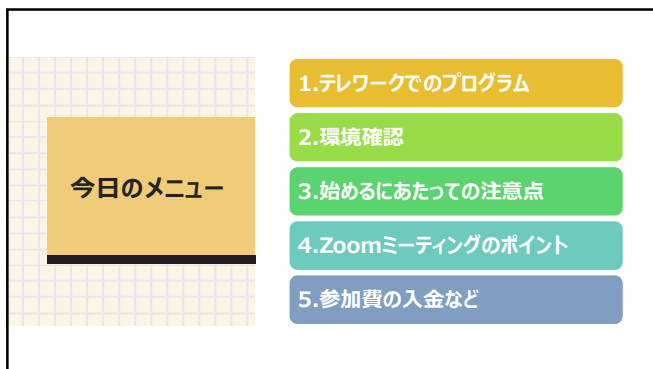 今日のメニュー
1.テレワークでのプログラム
2.環境確認
3.始めるにあたっての注意点
4.Zoomミーティングのポイント
5.参加費の入金など